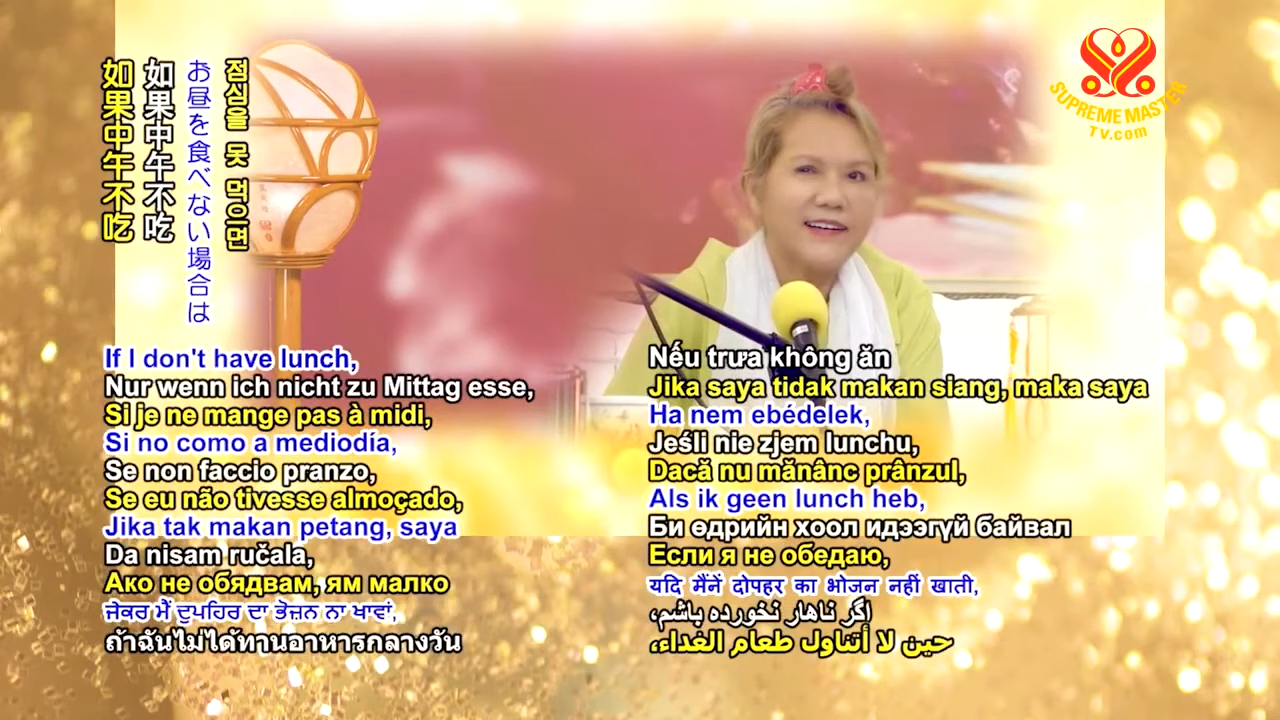 如果中午不吃
如果中午不吃
お昼を食べない場合は
점심을 못 먹으면
SUPREME MASTER
TV.com
If I don't have lunch,
Nur wenn ich nicht zu Mittag esse,
Si je ne mange pas à midi,
Si no como a mediodía,
Se non faccio pranzo,
Se eu não tivesse almoçado,
Jika tak makan petang, saya
Da nisam ručala,
Ако не обядвам, ям малко
ਜੇਕਰ ਮੈਂ ਦੁਪਹਿਰ ਦਾ ਭੋਜ਼ਨ ਨਾ ਖਾਵਾਂ,
ถ้าฉันไม่ได้ทานอาหารกลางวัน
Nếu trưa không ăn
Jika saya tidak makan siang, maka saya
Ha nem ebédelek,
Jeśli nie zjem lunchu,
Dacă nu mănânc prânzul,
Als ik geen lunch heb,
Би өдрийн хоол идээгүй байвал
Если я не обедаю,
यदि मैंनें दोपहर का भोजन नहीं खाती,
اگر ناهار نخورده باشم،
حين لا أتناول طعام الغداء،